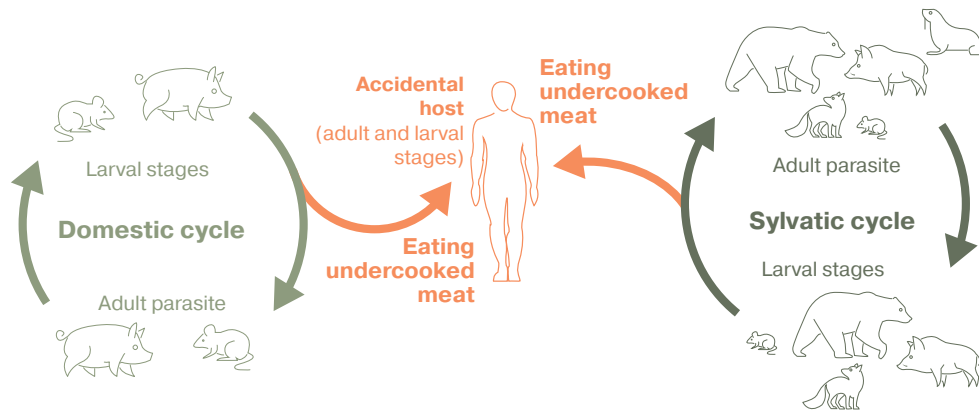 Larval stages
Domestic cycle
Adult parasite
Accidental
host
(adult and larval
stages)
Eating
undercooked
meat
Eating
undercooked
meat
Adult parasite
Sylvatic cycle
Larval stages